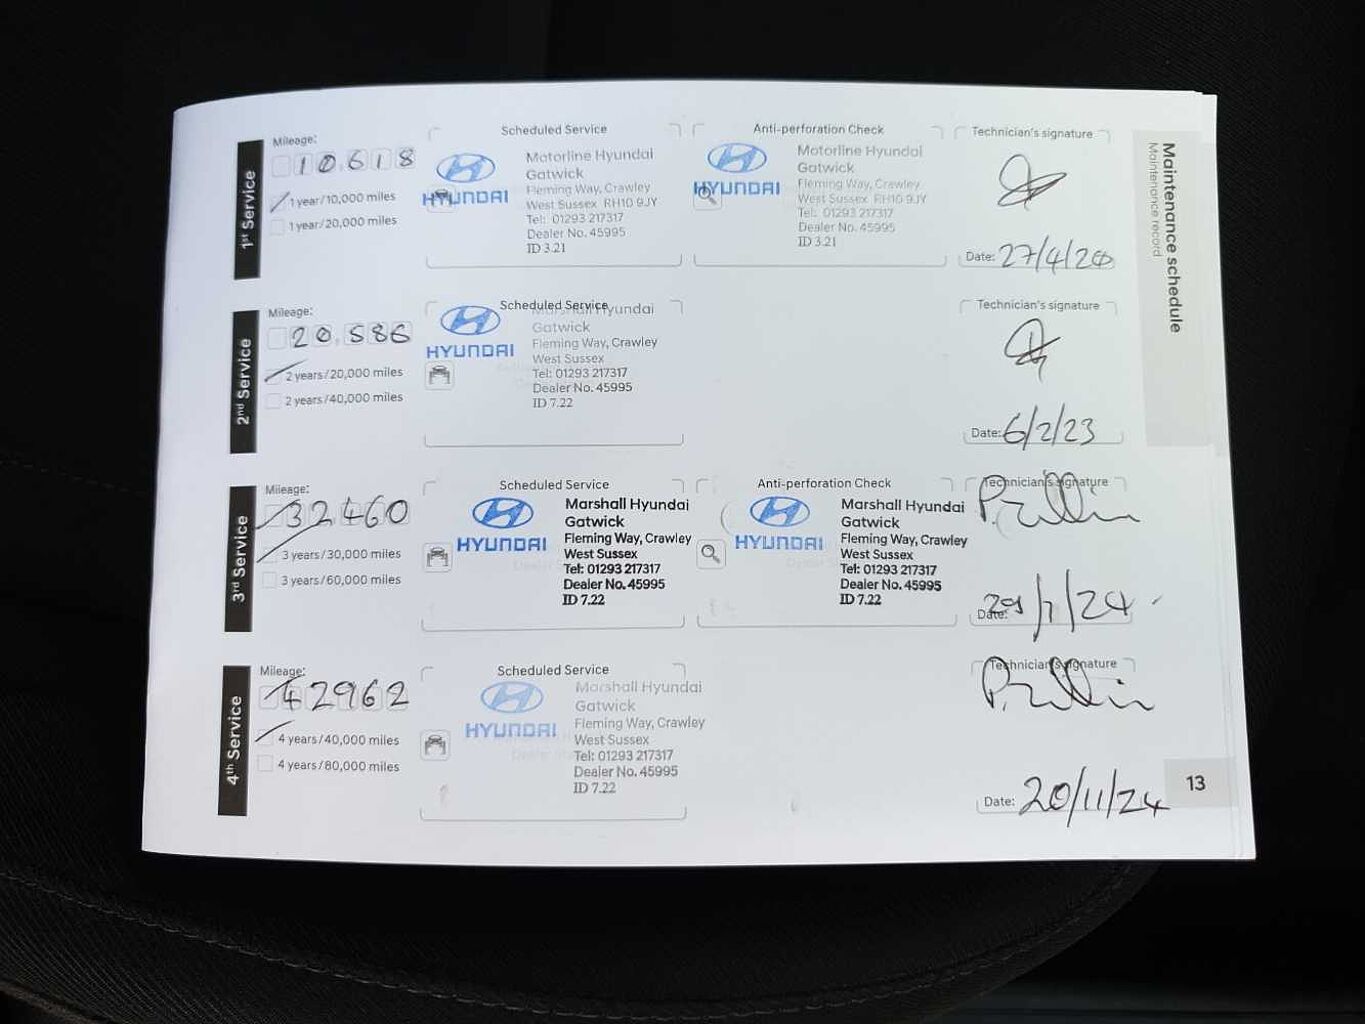 Maintenance schedule
Maintenance record
1st Service
Mileage:
10,618
1 year/10,000 miles
1 year/20,000 miles
Scheduled Service
HYUNDAI
Motorline Hyundai
Gatwick
Fleming Way, Crawley
West Sussex RH10 9JY
Tel: 01293 217317
Dealer No. 45995
ID 3.21
Anti-perforation Check
HYUNDAI
Motorline Hyundai
Gatwick
Fleming Way, Crawley
West Sussex RH10 9JY
Tel: 01293 217317
Dealer No. 45995
ID 3.21
Technician's signature
Date: 27/4/
2nd Service
Mileage:
20,586
2 years/20,000 miles
2 years/40,000 miles
Scheduled Service
HYUNDAI
Marshall Hyundai
Gatwick
Fleming Way, Crawley
West Sussex
Tel: 01293 217317
Dealer No. 45995
ID 7.22
Technician's signature
Date: 6/2/23
3rd Service
Mileage:
32460
3 years/30,000 miles
3 years/60,000 miles
Scheduled Service
HYUNDAI
Marshall Hyundai
Gatwick
Fleming Way, Crawley
West Sussex
Tel: 01293 217317
Dealer No. 45995
ID 7.22
Anti-perforation Check
HYUNDAI
Marshall Hyundai
Gatwick
Fleming Way, Crawley
West Sussex
Tel: 01293 217317
Dealer No. 45995
ID 7.22
Technician's signature
Date: 29/1/24
4th Service
Mileage:
42962
4 years/40,000 miles
4 years/80,000 miles
Scheduled Service
HYUNDAI
Marshall Hyundai
Gatwick
Fleming Way, Crawley
West Sussex
Tel: 01293 217317
Dealer No. 45995
ID 7.22
Technician's signature
Date: 20/11/24
13